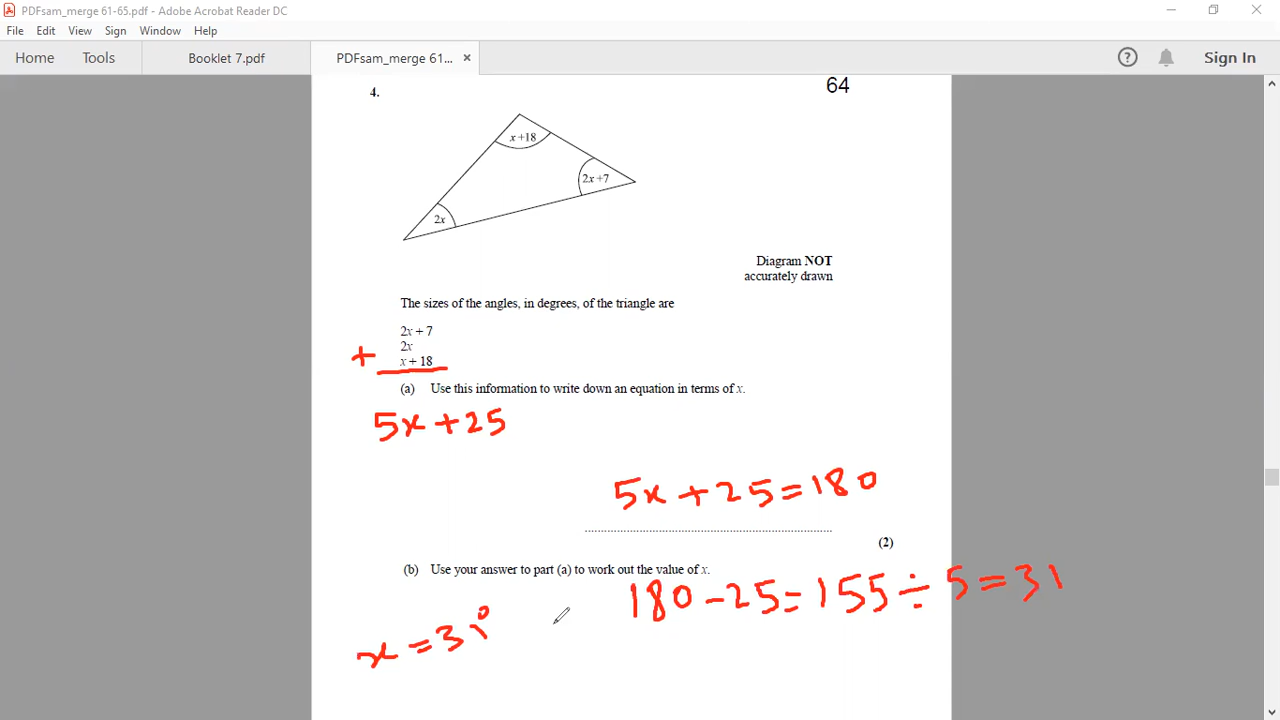 PDFsam_merge 61-65.pdf - Adobe Acrobat Reader DC
File Edit View Sign Window Help
Home Tools Booklet 7.pdf PDFsam_merge 61... × Sign In
64
4.
x+18
2x+7
2x
Diagram NOT
accurately drawn
The sizes of the angles, in degrees, of the triangle are
2x + 7
2x
+ x + 18
(a) Use this information to write down an equation in terms of x.
5x+25
5x+25=180
(2)
(b) Use your answer to part (a) to work out the value of x.
180-25=155÷5=31
x=31°